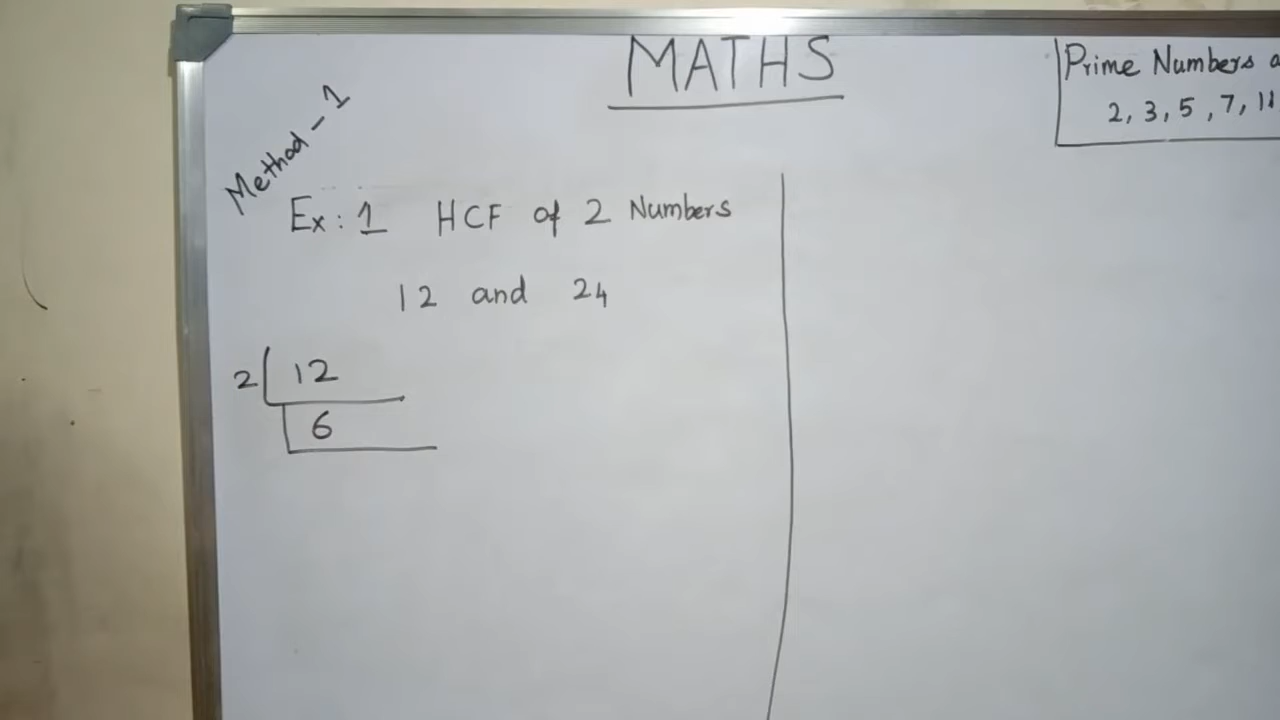 MATHS
Prime Numbers
2, 3, 5, 7, 11
Method - 1
Ex: 1 HCF of 2 Numbers
12 and 24
2 12
6